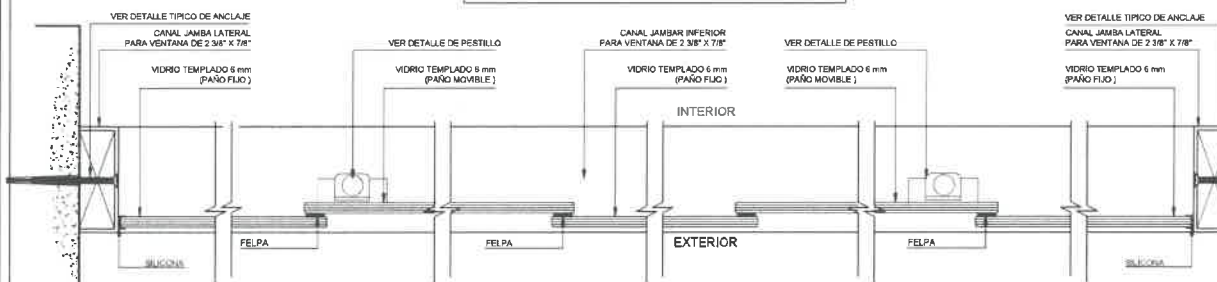 VER DETALLE TIPICO DE ANCLAJE
CANAL JAMBA LATERAL
PARA VENTANA DE 2 3/8" X 7/8"
VIDRIO TEMPLADO 6 mm
(PAÑO FIJO )
VER DETALLE DE PESTILLO
VIDRIO TEMPLADO 6 mm
(PAÑO MOVIBLE )
CANAL JAMBAR INFERIOR
PARA VENTANA DE 2 3/8" X 7/8"
VIDRIO TEMPLADO 6 mm
(PAÑO FIJO )
VER DETALLE DE PESTILLO
VIDRIO TEMPLADO 6 mm
(PAÑO MOVIBLE )
VER DETALLE TIPICO DE ANCLAJE
CANAL JAMBA LATERAL
PARA VENTANA DE 2 3/8" X 7/8"
VIDRIO TEMPLADO 6 mm
(PAÑO FIJO )
INTERIOR
FELPA
FELPA
EXTERIOR
FELPA
SILICONA
SILICONA